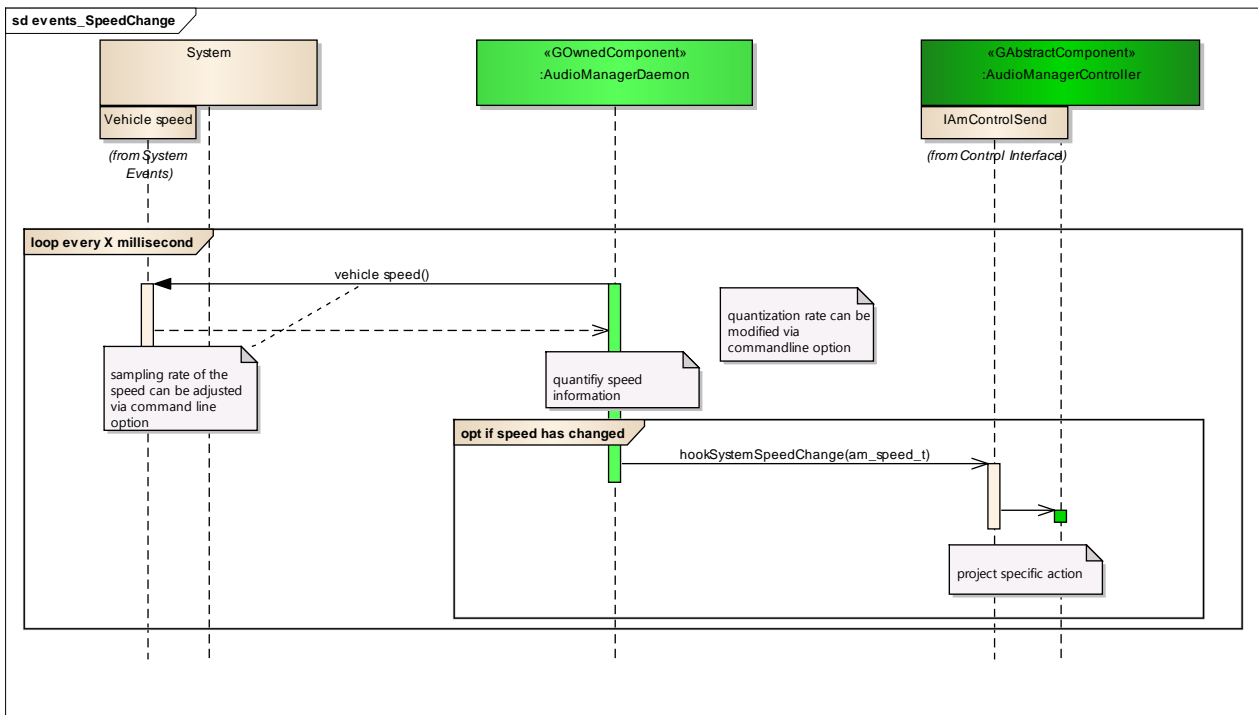 sd events_SpeedChange
System
«GOwnedComponent»
:AudioManagerDaemon
«GAbstractComponent»
:AudioManagerController
Vehicle speed
(from System
Events)
IAmControlSend
(from Control Interface)
loop every X millisecond
vehicle speed()
quantization rate can be
modified via
commandline option
sampling rate of the
speed can be adjusted
via command line
option
quantifiy speed
information
opt if speed has changed
hookSystemSpeedChange(am_speed_t)
project specific action